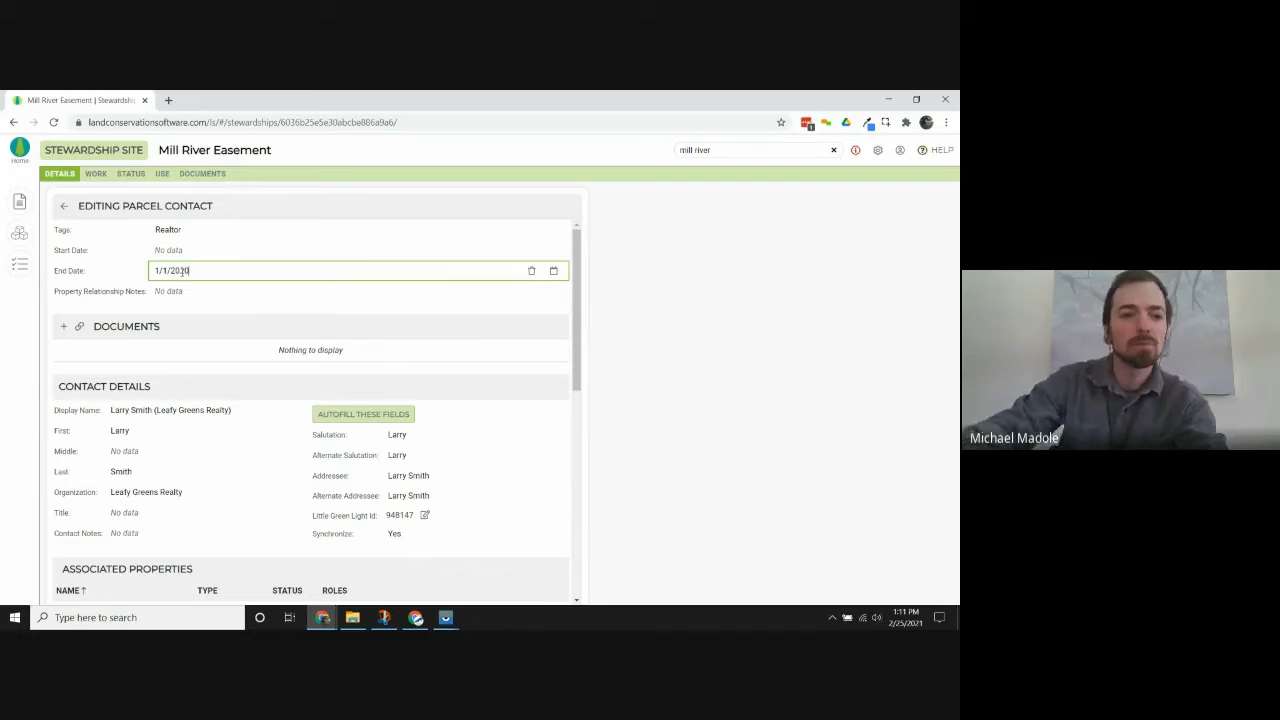 Mill River Easement | Stewardshi
landconservationsoftware.com/ls/#/stewardships/6036b25e5e30abcbe886a9a6/
Home
STEWARDSHIP SITE Mill River Easement
mill river
HELP
DETAILS WORK STATUS USE DOCUMENTS
EDITING PARCEL CONTACT
Tags: Realtor
Start Date: No data
End Date: 1/1/2020
Property Relationship Notes: No data
DOCUMENTS
Nothing to display
CONTACT DETAILS
Display Name: Larry Smith (Leafy Greens Realty)
First: Larry
Middle: No data
Last: Smith
Organization: Leafy Greens Realty
Title: No data
Contact Notes: No data
AUTOFILL THESE FIELDS
Salutation: Larry
Alternate Salutation: Larry
Addressee: Larry Smith
Alternate Addressee: Larry Smith
Little Green Light Id: 948147
Synchronize: Yes
ASSOCIATED PROPERTIES
NAME TYPE STATUS ROLES
Type here to search
1:11 PM
2/25/2021
Michael Madole